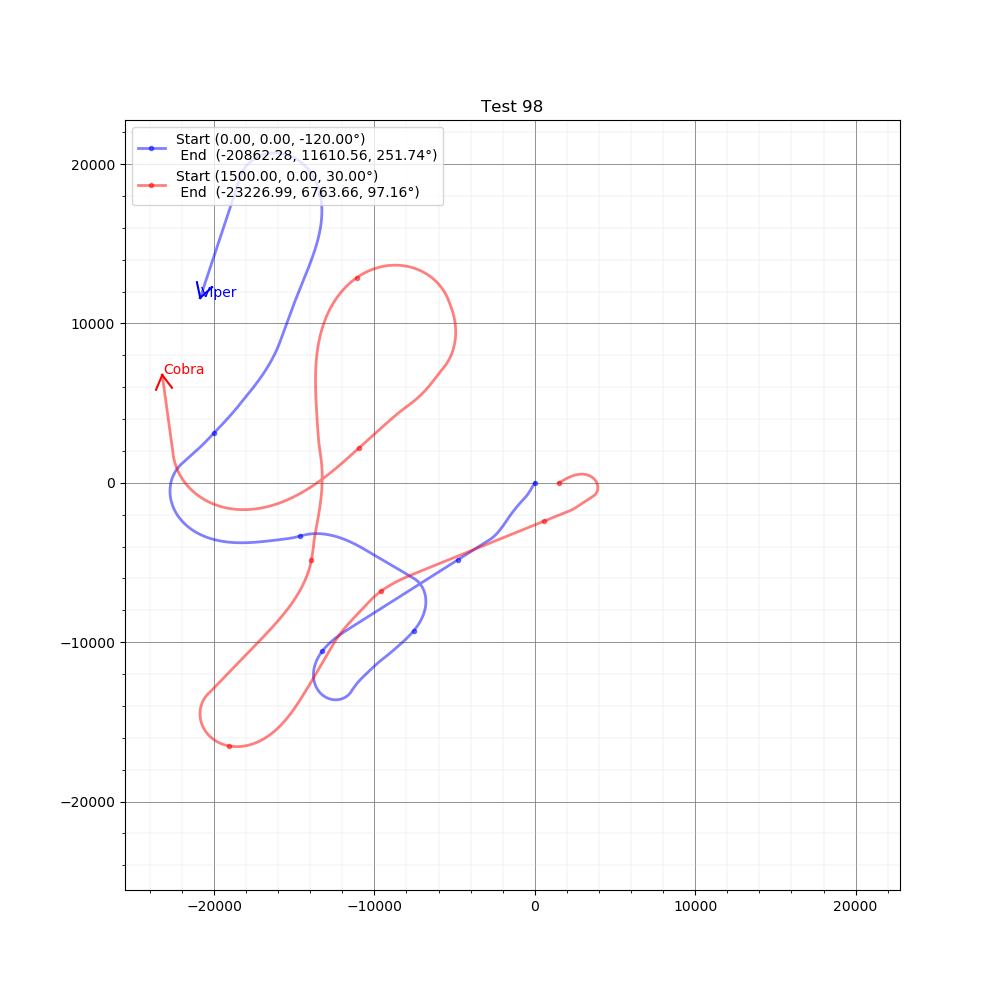 Test 98
Start (0.00, 0.00, -120.00°)
End (-20862.28, 11610.56, 251.74°)
Start (1500.00, 0.00, 30.00°)
End (-23226.99, 6763.66, 97.16°)
20000
10000
0
−10000
−20000
Viper
Cobra
−20000
−10000
0
10000
20000